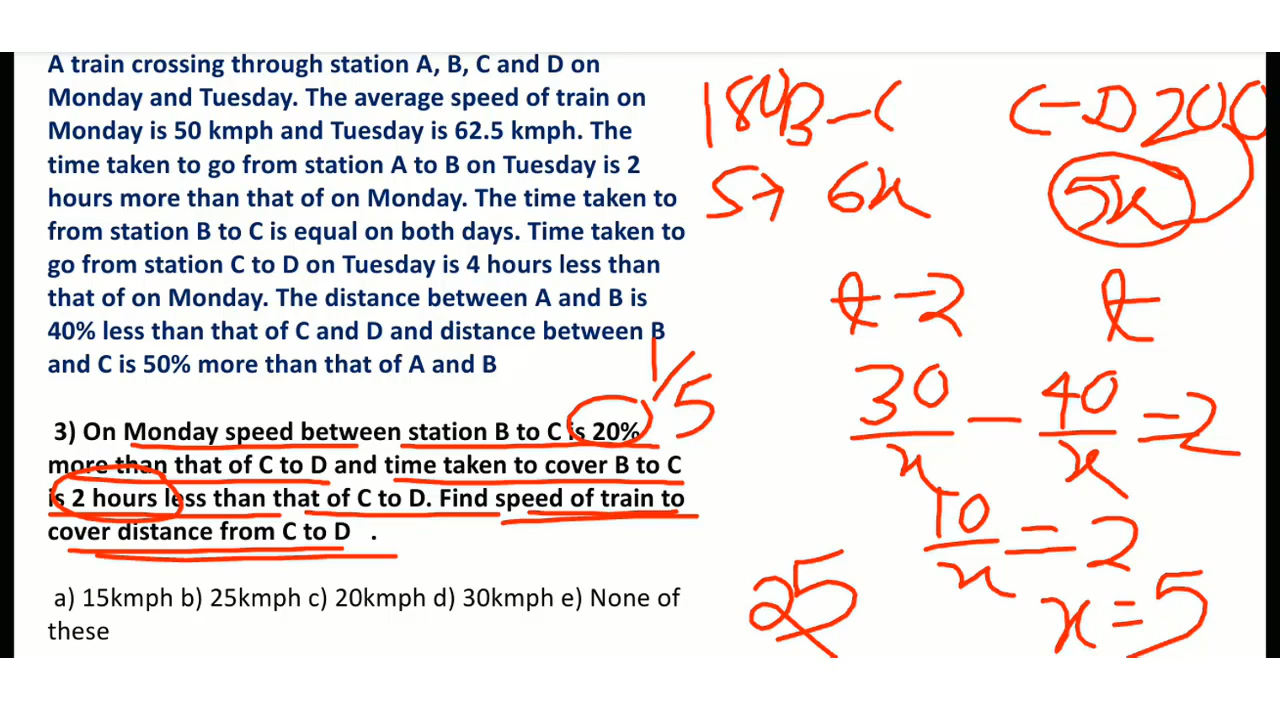 A train crossing through station A, B, C and D on
Monday and Tuesday. The average speed of train on
Monday is 50 kmph and Tuesday is 62.5 kmph. The
time taken to go from station A to B on Tuesday is 2
hours more than that of on Monday. The time taken to
from station B to C is equal on both days. Time taken to
go from station C to D on Tuesday is 4 hours less than
that of on Monday. The distance between A and B is
40% less than that of C and D and distance between B
and C is 50% more than that of A and B
1/5
3) On Monday speed between station B to C is 20%
more than that of C to D and time taken to cover B to C
is 2 hours less than that of C to D. Find speed of train to
cover distance from C to D .
a) 15kmph b) 25kmph c) 20kmph d) 30kmph e) None of
these
180 B-C C-D 200
S→ 6x 5x
t-2 t
30/x - 40/x = 2
10/x = 2
x = 5
25